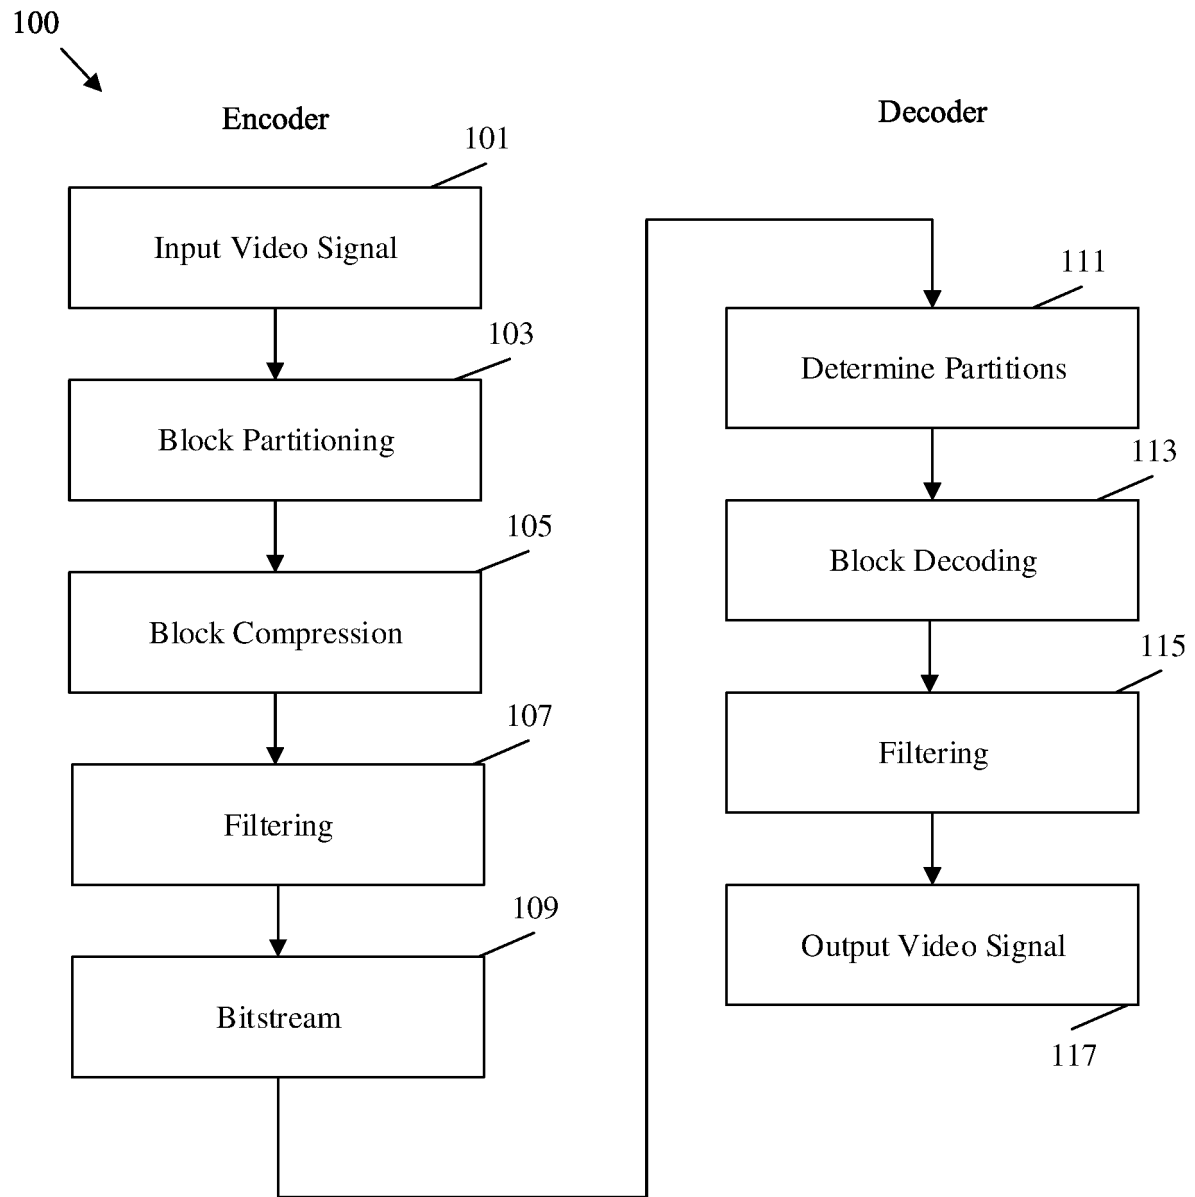 100
Encoder
101
Input Video Signal
103
Block Partitioning
105
Block Compression
107
Filtering
109
Bitstream
Decoder
111
Determine Partitions
113
Block Decoding
115
Filtering
Output Video Signal
117